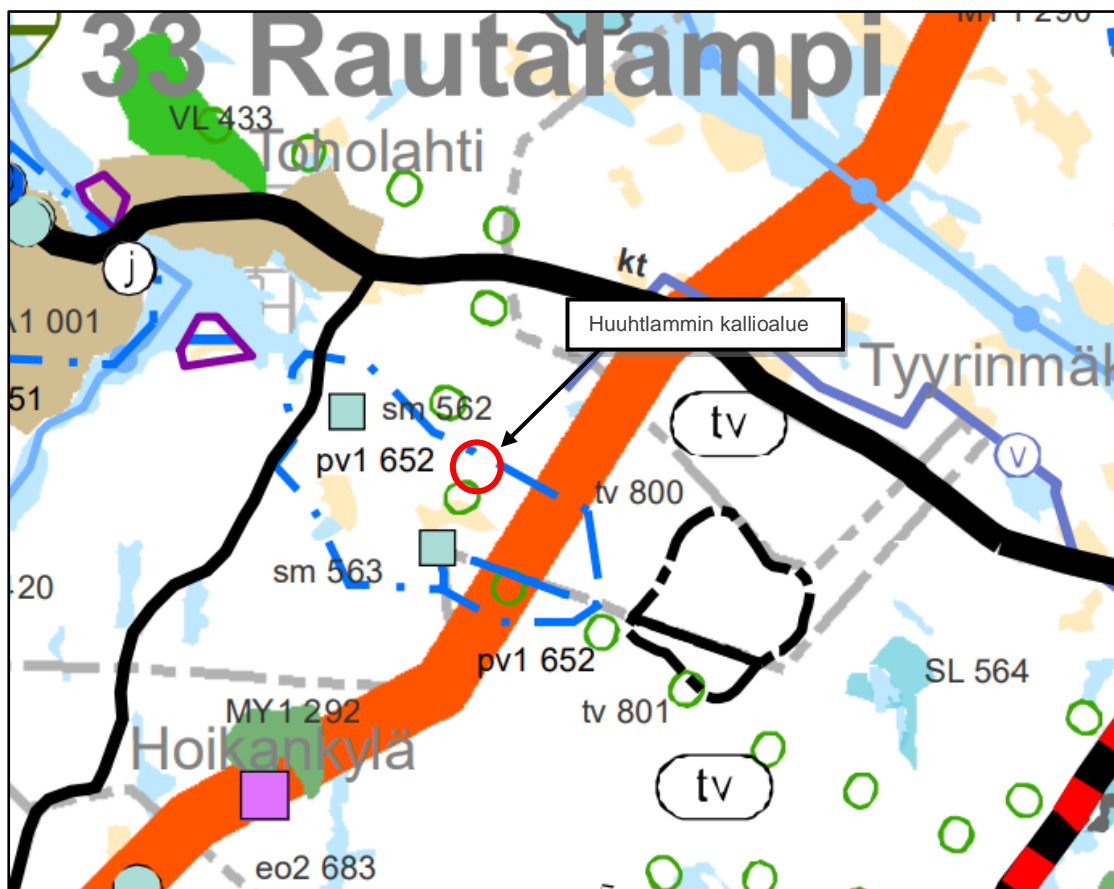 33 Rautalampi
VL 433
Toholahti
j
kt
A1 001
Huuhtlammin kallioalue
Tyyrinmäk
51
sm 562
tv
pv1 652
v
tv 800
sm 563
20
pv1 652
SL 564
tv 801
MY1 292
Hoikankylä
tv
eo2 683